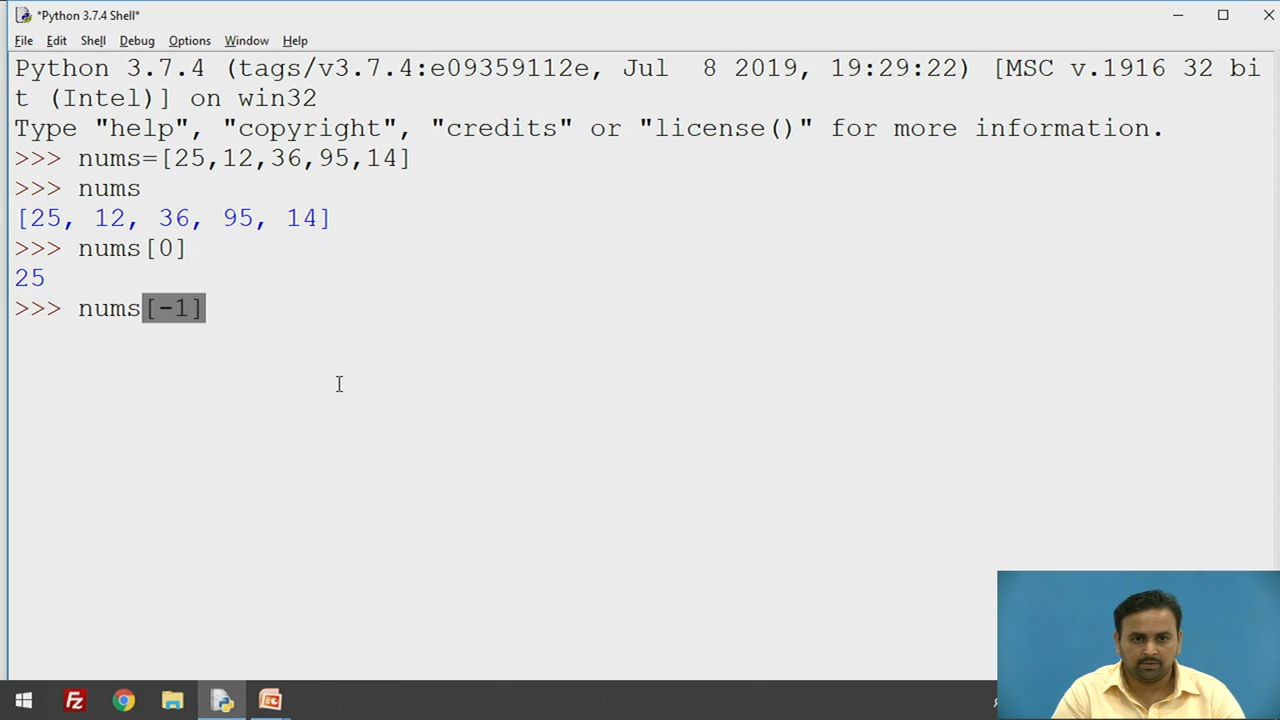 *Python 3.7.4 Shell*
File Edit Shell Debug Options Window Help
Python 3.7.4 (tags/v3.7.4:e09359112e, Jul  8 2019, 19:29:22) [MSC v.1916 32 bi
t (Intel)] on win32
Type "help", "copyright", "credits" or "license()" for more information.
>>> nums=[25,12,36,95,14]
>>> nums
[25, 12, 36, 95, 14]
>>> nums[0]
25
>>> nums[-1]
Fz